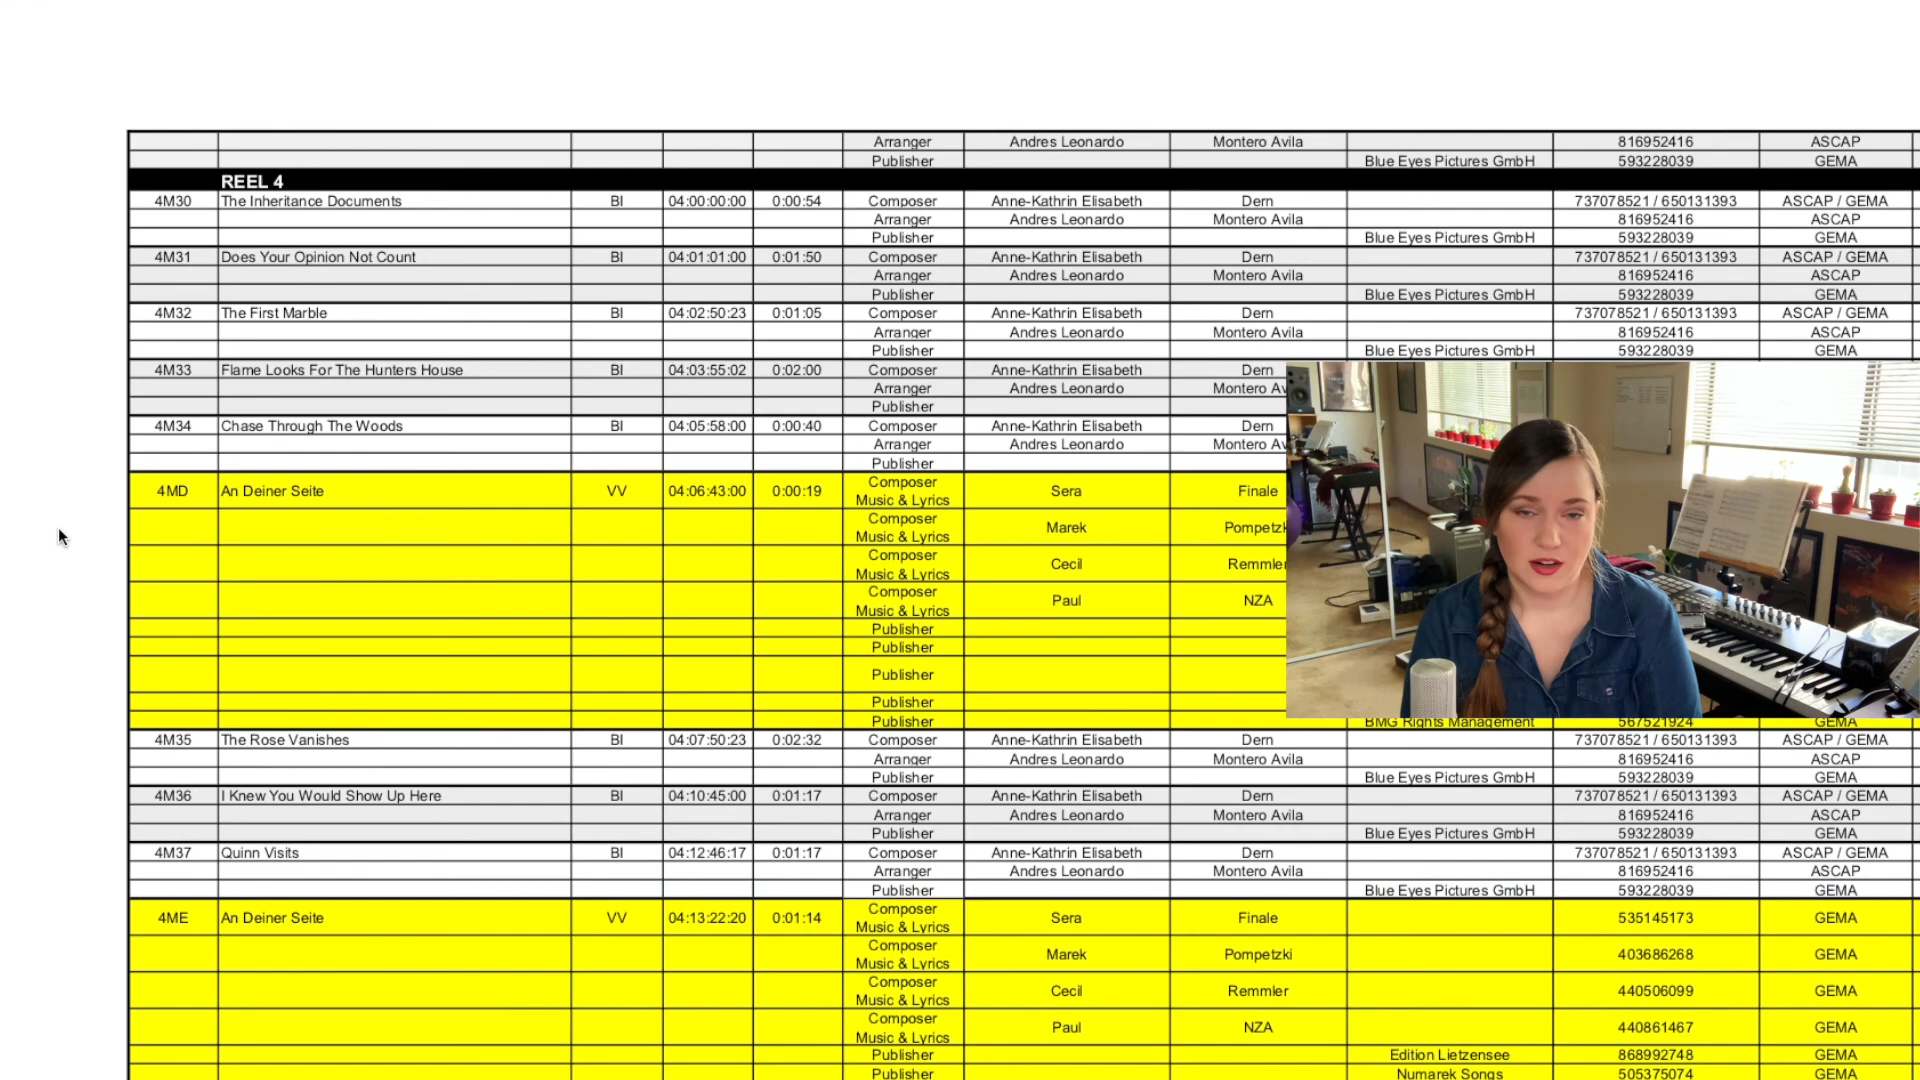 Arranger Andres Leonardo Montero Avila 816952416 ASCAP
Publisher Blue Eyes Pictures GmbH 593228039 GEMA
REEL 4
4M30 The Inheritance Documents BI 04:00:00:00 0:00:54 Composer Anne-Kathrin Elisabeth Dern 737078521 / 650131393 ASCAP / GEMA
Arranger Andres Leonardo Montero Avila 816952416 ASCAP
Publisher Blue Eyes Pictures GmbH 593228039 GEMA
4M31 Does Your Opinion Not Count BI 04:01:01:00 0:01:50 Composer Anne-Kathrin Elisabeth Dern 737078521 / 650131393 ASCAP / GEMA
Arranger Andres Leonardo Montero Avila 816952416 ASCAP
Publisher Blue Eyes Pictures GmbH 593228039 GEMA
4M32 The First Marble BI 04:02:50:23 0:01:05 Composer Anne-Kathrin Elisabeth Dern 737078521 / 650131393 ASCAP / GEMA
Arranger Andres Leonardo Montero Avila 816952416 ASCAP
Publisher Blue Eyes Pictures GmbH 593228039 GEMA
4M33 Flame Looks For The Hunters House BI 04:03:55:02 0:02:00 Composer Anne-Kathrin Elisabeth Dern
Arranger Andres Leonardo Montero Av
Publisher
4M34 Chase Through The Woods BI 04:05:58:00 0:00:40 Composer Anne-Kathrin Elisabeth Dern
Arranger Andres Leonardo Montero Av
Publisher
4MD An Deiner Seite VV 04:06:43:00 0:00:19 Composer Music & Lyrics Sera Finale
Composer Music & Lyrics Marek Pompetzk
Composer Music & Lyrics Cecil Remmler
Composer Music & Lyrics Paul NZA
Publisher
Publisher
Publisher
Publisher
Publisher BMG Rights Management 567521924 GEMA
4M35 The Rose Vanishes BI 04:07:50:23 0:02:32 Composer Anne-Kathrin Elisabeth Dern 737078521 / 650131393 ASCAP / GEMA
Arranger Andres Leonardo Montero Avila 816952416 ASCAP
Publisher Blue Eyes Pictures GmbH 593228039 GEMA
4M36 I Knew You Would Show Up Here BI 04:10:45:00 0:01:17 Composer Anne-Kathrin Elisabeth Dern 737078521 / 650131393 ASCAP / GEMA
Arranger Andres Leonardo Montero Avila 816952416 ASCAP
Publisher Blue Eyes Pictures GmbH 593228039 GEMA
4M37 Quinn Visits BI 04:12:46:17 0:01:17 Composer Anne-Kathrin Elisabeth Dern 737078521 / 650131393 ASCAP / GEMA
Arranger Andres Leonardo Montero Avila 816952416 ASCAP
Publisher Blue Eyes Pictures GmbH 593228039 GEMA
4ME An Deiner Seite VV 04:13:22:20 0:01:14 Composer Music & Lyrics Sera Finale 535145173 GEMA
Composer Music & Lyrics Marek Pompetzki 403686268 GEMA
Composer Music & Lyrics Cecil Remmler 440506099 GEMA
Composer Music & Lyrics Paul NZA 440861467 GEMA
Publisher Edition Lietzensee 868992748 GEMA
Publisher Numarek Songs 505375074 GEMA